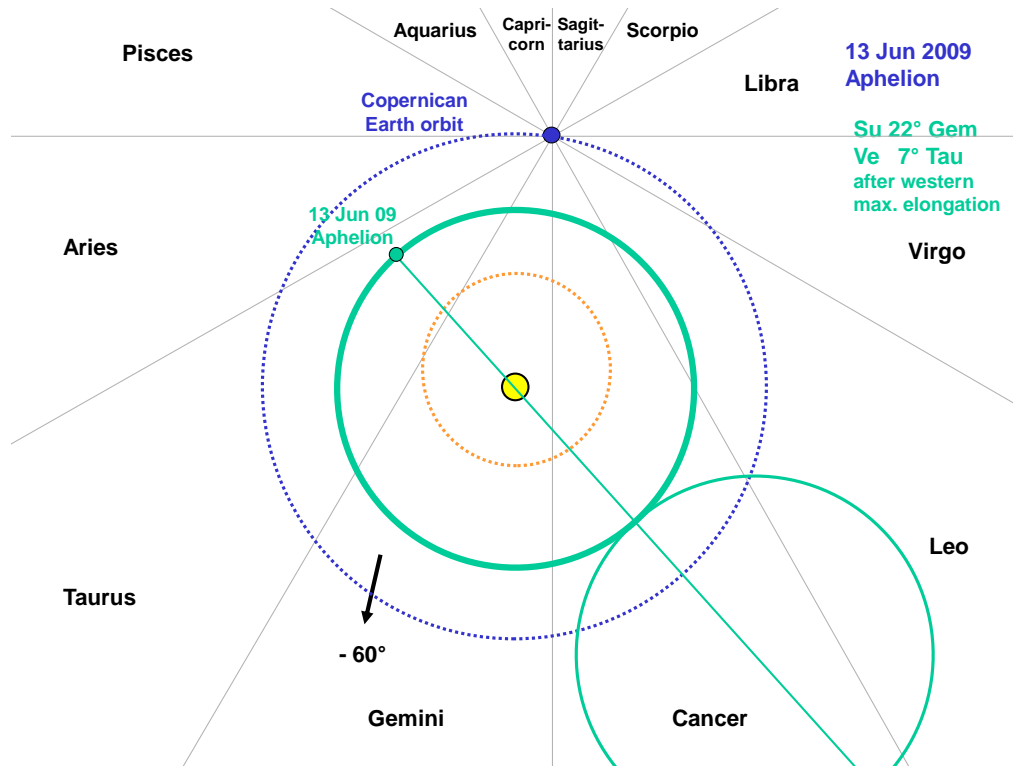 Pisces
Aquarius
Capri-
corn
Sagit-
tarius
Scorpio
Libra
13 Jun 2009
Aphelion
Copernican
Earth orbit
Su 22° Gem
Ve 7° Tau
after western
max. elongation
13 Jun 09
Aphelion
Aries
Virgo
Leo
Taurus
- 60°
Gemini
Cancer